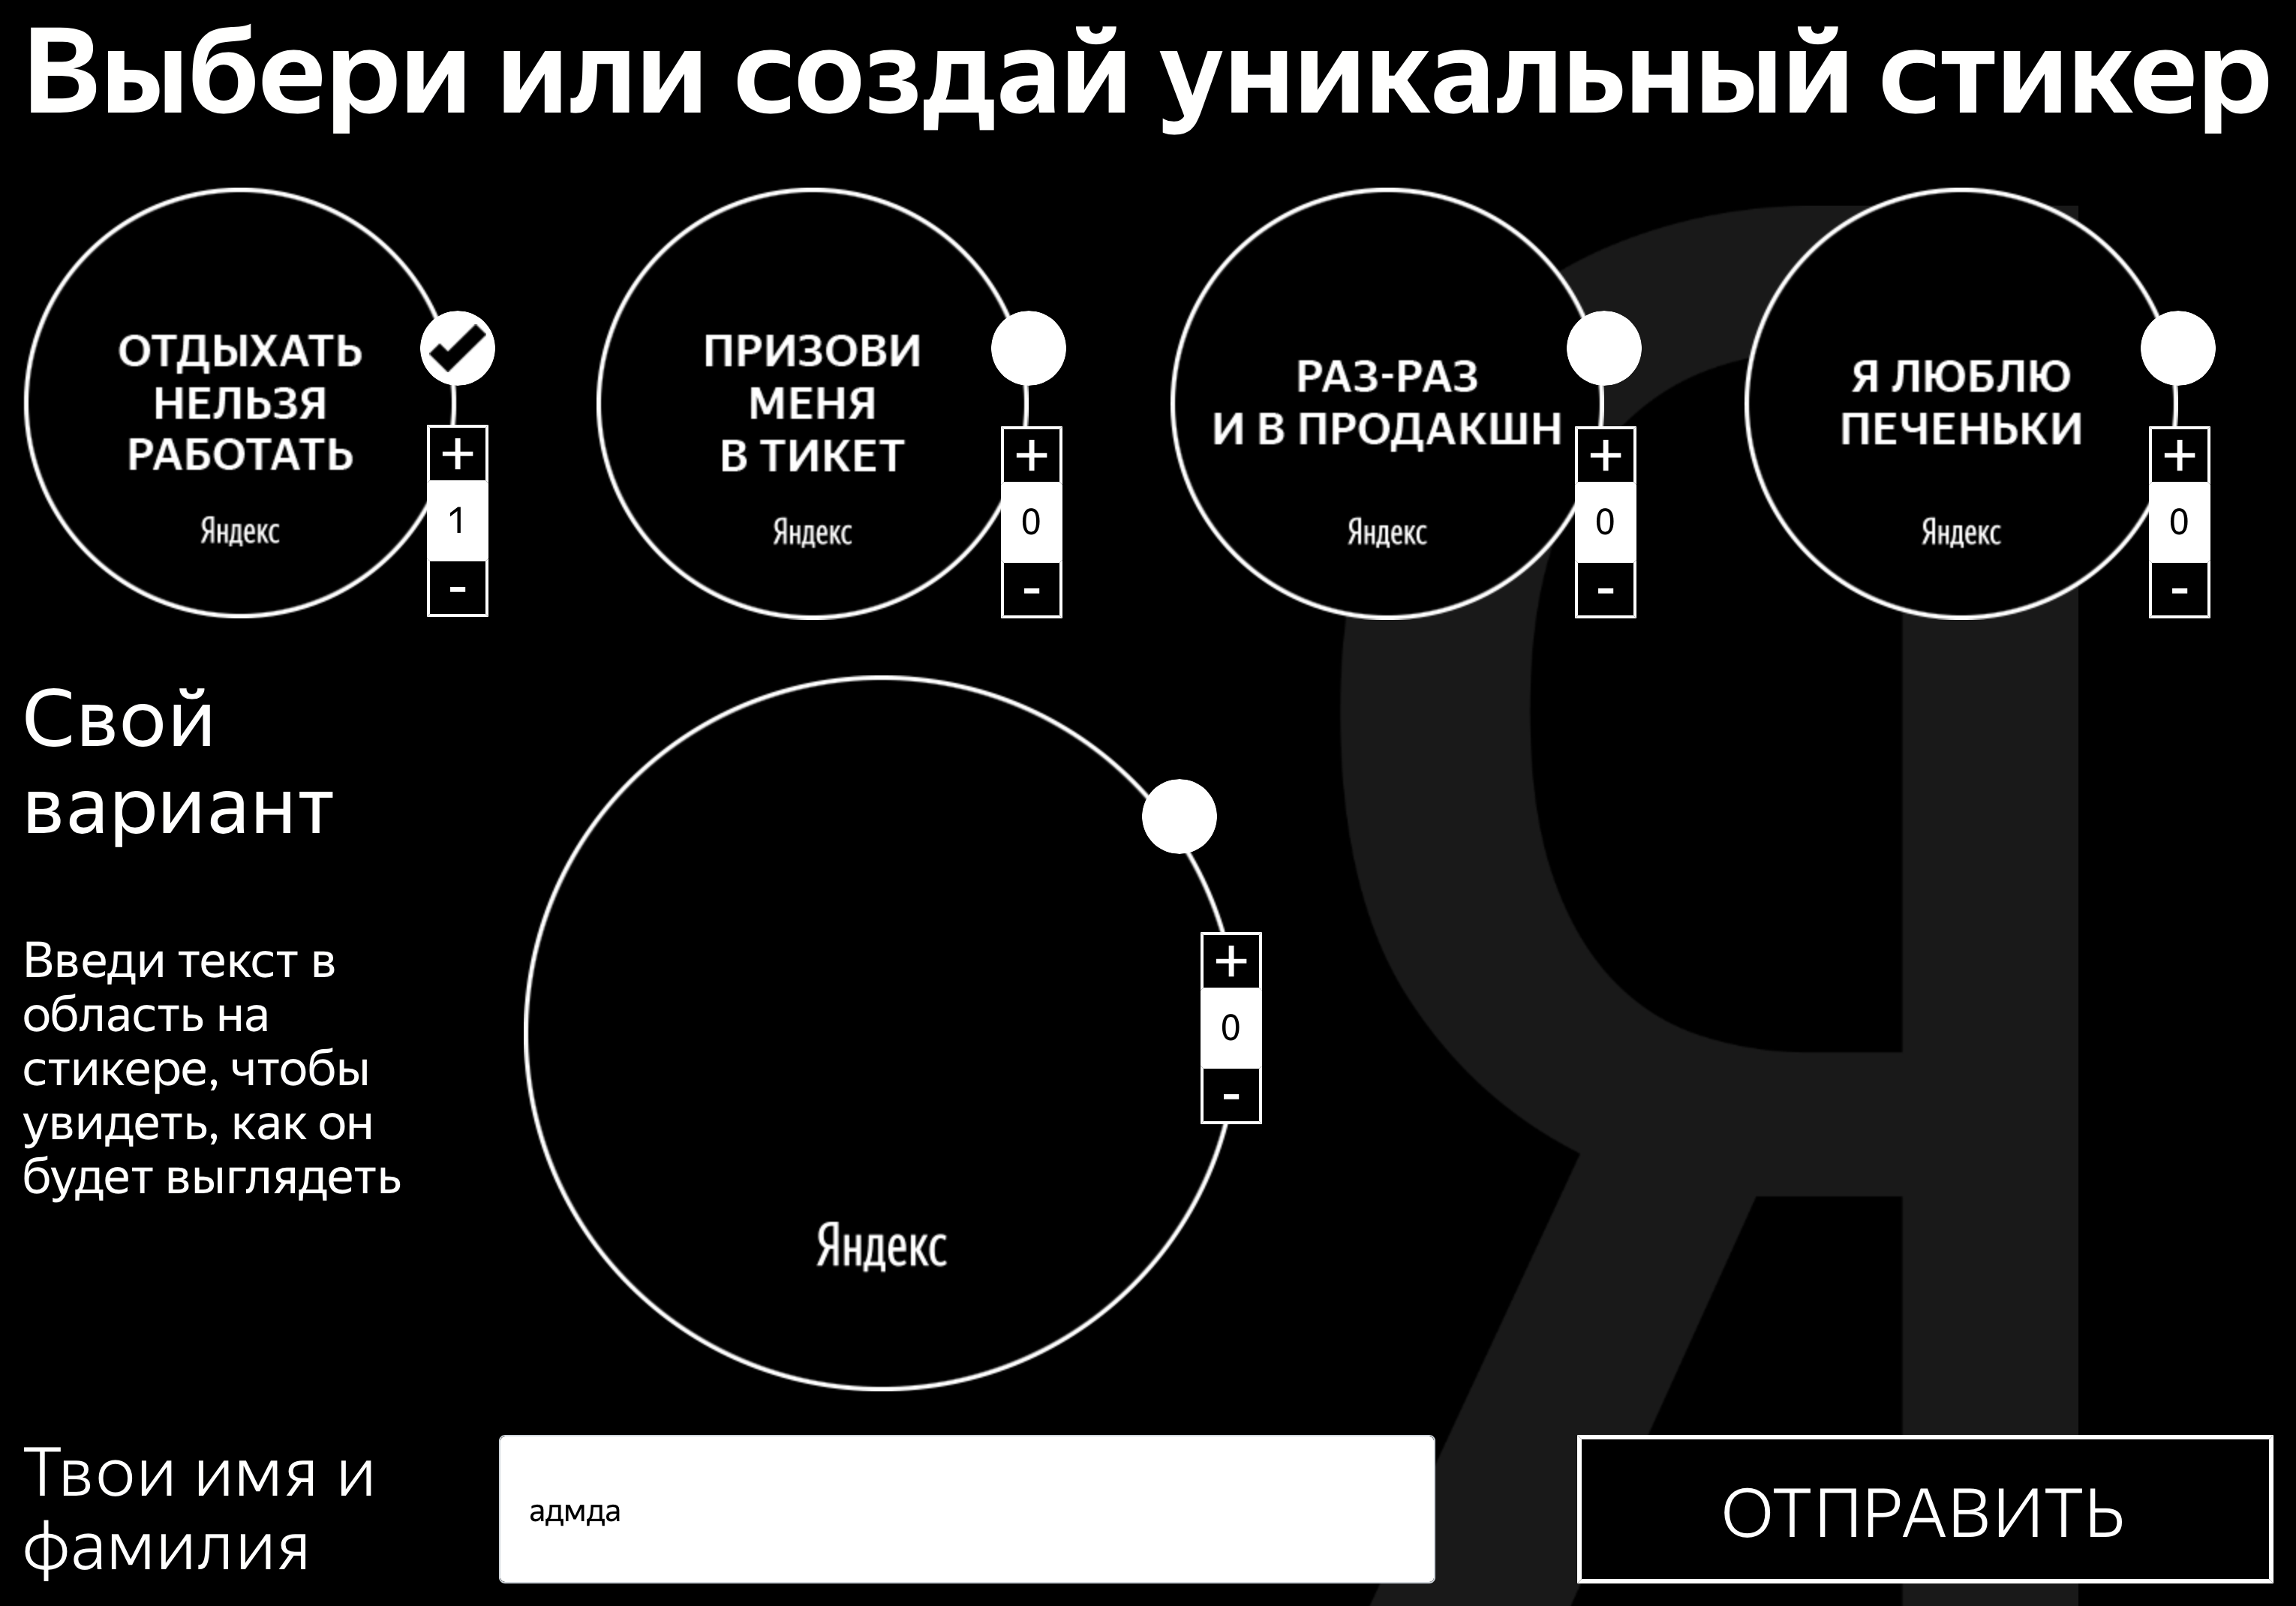 Выбери или создай уникальный стикер
ОТДЫХАТЬ
НЕЛЬЗЯ
РАБОТАТЬ
Яндекс
+
1
-
ПРИЗОВИ
МЕНЯ
В ТИКЕТ
Яндекс
+
0
-
РАЗ-РАЗ
И В ПРОДАКШН
Яндекс
+
0
-
Я ЛЮБЛЮ
ПЕЧЕНЬКИ
Яндекс
+
0
-
Свой
вариант
Введи текст в
область на
стикере, чтобы
увидеть, как он
будет выглядеть
+
0
-
Яндекс
Твои имя и
фамилия
адмда
ОТПРАВИТЬ
Я